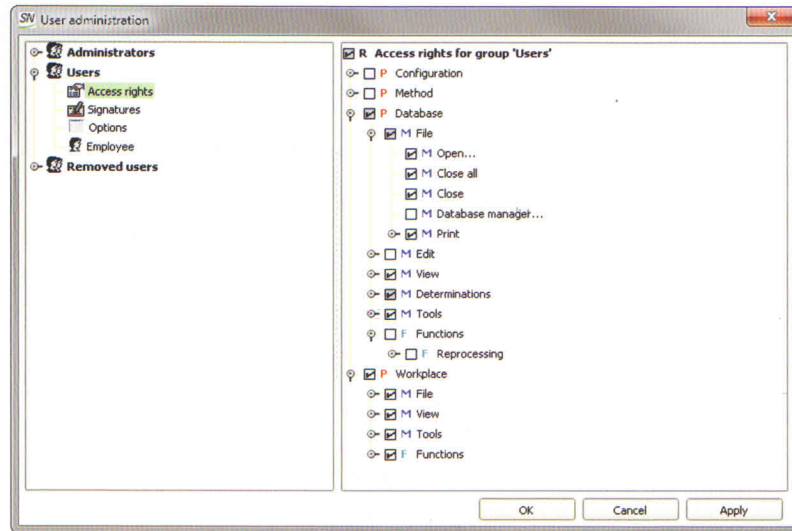 SN User administration
Administrators
Users
Access rights
Signatures
Options
Employee
Removed users
R Access rights for group 'Users'
P Configuration
P Method
P Database
M File
M Open...
M Close all
M Close
M Database manager...
M Print
M Edit
M View
M Determinations
M Tools
F Functions
F Reprocessing
P Workplace
M File
M View
M Tools
F Functions
OK Cancel Apply